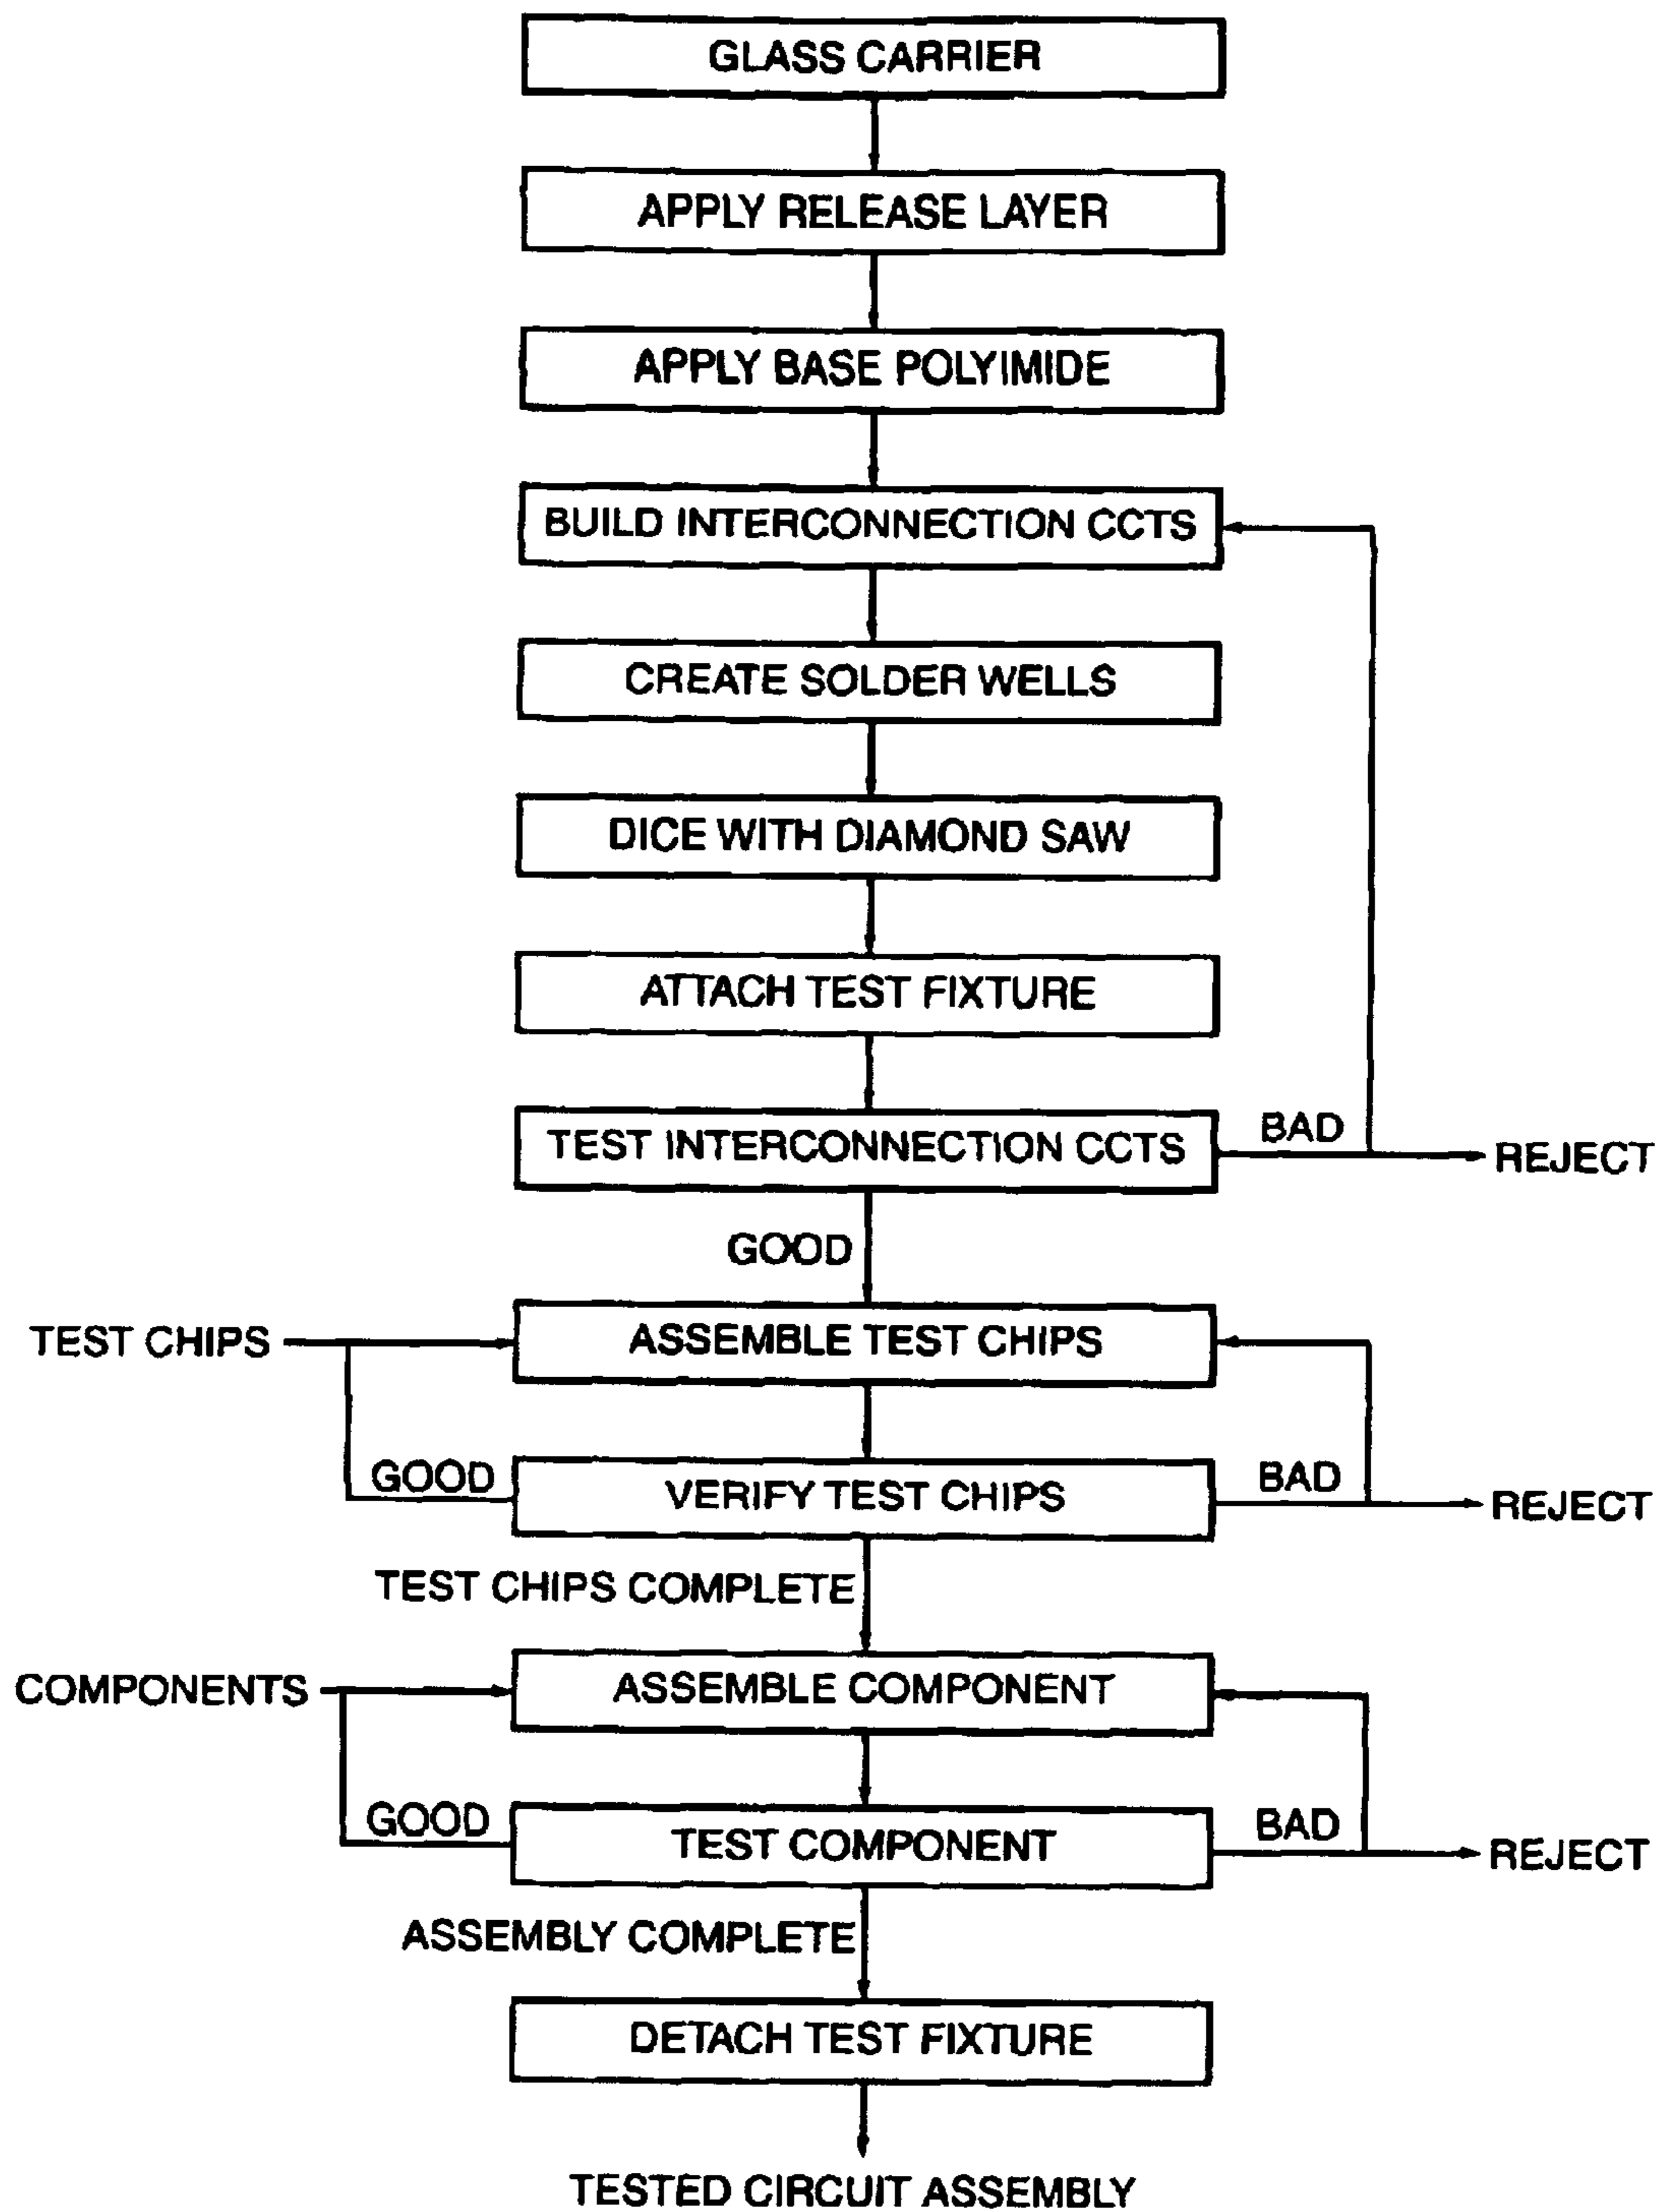 GLASS CARRIER
APPLY RELEASE LAYER
APPLY BASE POLYIMIDE
BUILD INTERCONNECTION CCTS
CREATE SOLDER WELLS
DICE WITH DIAMOND SAW
ATTACH TEST FIXTURE
TEST INTERCONNECTION CCTS
BAD
REJECT
GOOD
TEST CHIPS
ASSEMBLE TEST CHIPS
GOOD
VERIFY TEST CHIPS
BAD
REJECT
TEST CHIPS COMPLETE
COMPONENTS
ASSEMBLE COMPONENT
GOOD
TEST COMPONENT
BAD
REJECT
ASSEMBLY COMPLETE
DETACH TEST FIXTURE
TESTED CIRCUIT ASSEMBLY